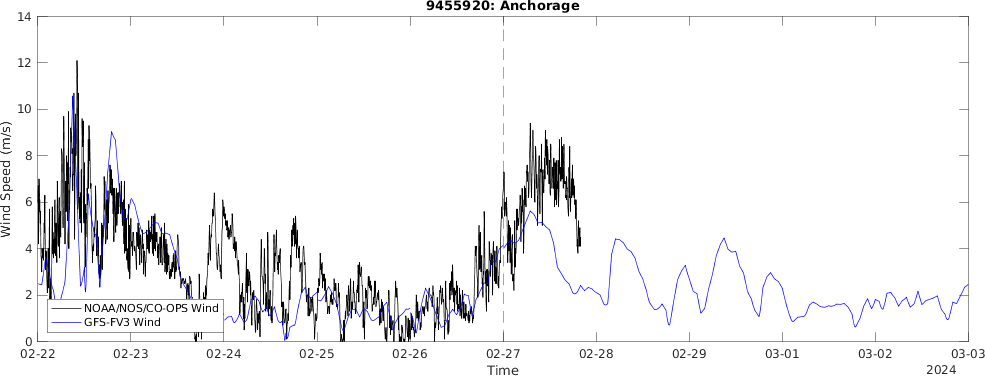 9455920: Anchorage
14
12
10
8
6
4
2
0
Wind Speed (m/s)
NOAA/NOS/CO-OPS Wind
GFS-FV3 Wind
02-22 02-23 02-24 02-25 02-26 02-27 02-28 02-29 03-01 03-02 03-03
Time
2024